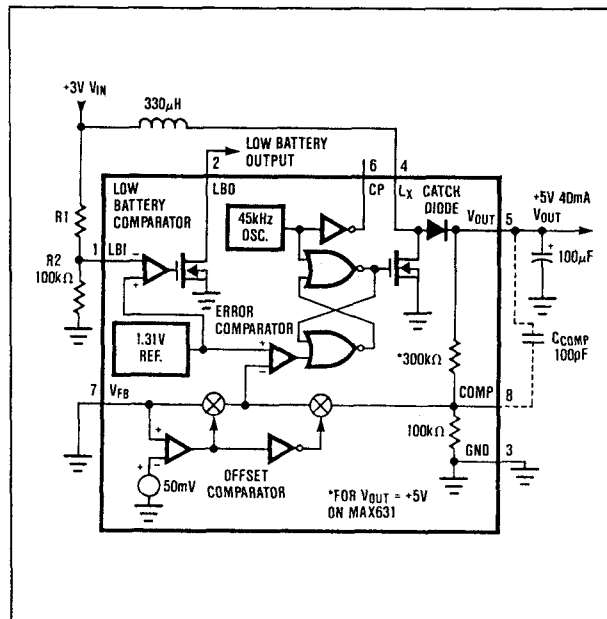 +3V VIN
330μH
2
LOW BATTERY
OUTPUT
6
4
LOW
BATTERY
COMPARATOR
LBO
CP
LX
CATCH
DIODE
VOUT
5
+5V 40mA
VOUT
R1
45kHz
OSC.
1
LBI
-
+
+
100μF
R2
100kΩ
ERROR COMPARATOR
CCOMP
100pF
1.31V
REF.
+
-
*300kΩ
7
VFB
COMP
8
+
-
100kΩ
GND
3
+
-
50mV
OFFSET
COMPARATOR
*FOR VOUT = +5V
ON MAX631